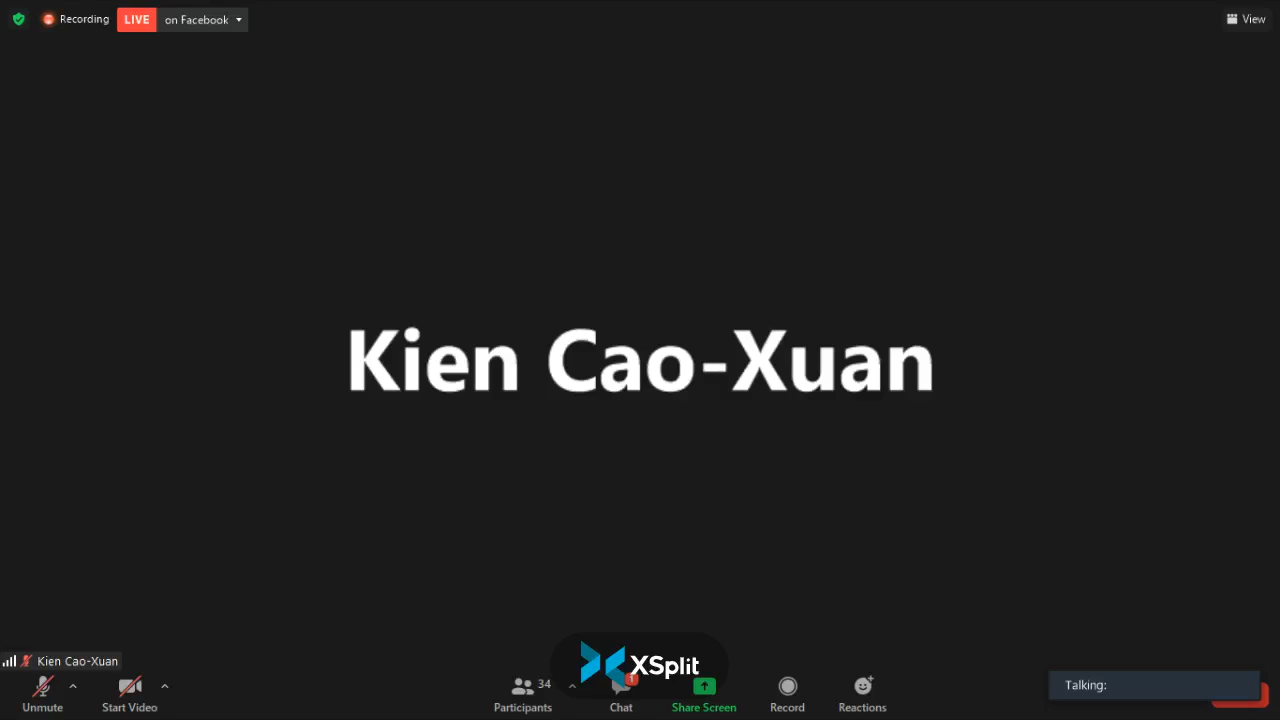 Recording LIVE on Facebook View
Kien Cao-Xuan
Kien Cao-Xuan
XSplit
34
1
Talking:
Unmute Start Video Participants Chat Share Screen Record Reactions